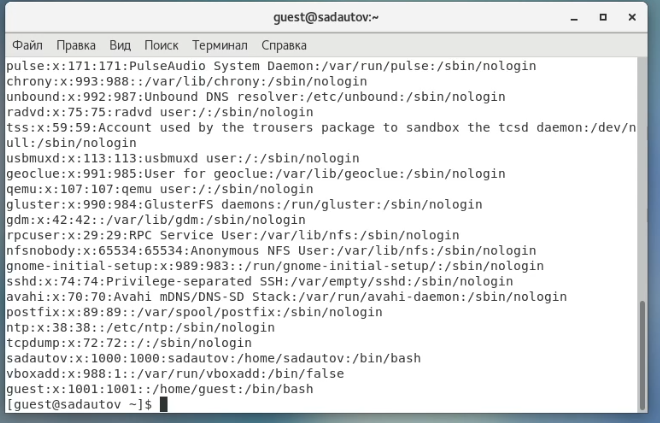 guest@sadautov:~
Файл Правка Вид Поиск Терминал Справка
pulse:x:171:171:PulseAudio System Daemon:/var/run/pulse:/sbin/nologin
chrony:x:993:988::/var/lib/chrony:/sbin/nologin
unbound:x:992:987:Unbound DNS resolver:/etc/unbound:/sbin/nologin
radvd:x:75:75:radvd user:/:/sbin/nologin
tss:x:59:59:Account used by the trousers package to sandbox the tcsd daemon:/dev/n
ull:/sbin/nologin
usbmuxd:x:113:113:usbmuxd user:/:/sbin/nologin
geoclue:x:991:985:User for geoclue:/var/lib/geoclue:/sbin/nologin
qemu:x:107:107:qemu user:/:/sbin/nologin
gluster:x:990:984:GlusterFS daemons:/run/gluster:/sbin/nologin
gdm:x:42:42::/var/lib/gdm:/sbin/nologin
rpcuser:x:29:29:RPC Service User:/var/lib/nfs:/sbin/nologin
nfsnobody:x:65534:65534:Anonymous NFS User:/var/lib/nfs:/sbin/nologin
gnome-initial-setup:x:989:983::/run/gnome-initial-setup/:/sbin/nologin
sshd:x:74:74:Privilege-separated SSH:/var/empty/sshd:/sbin/nologin
avahi:x:70:70:Avahi mDNS/DNS-SD Stack:/var/run/avahi-daemon:/sbin/nologin
postfix:x:89:89::/var/spool/postfix:/sbin/nologin
ntp:x:38:38::/etc/ntp:/sbin/nologin
tcpdump:x:72:72::/:/sbin/nologin
sadautov:x:1000:1000:sadautov:/home/sadautov:/bin/bash
vboxadd:x:988:1::/var/run/vboxadd:/bin/false
guest:x:1001:1001::/home/guest:/bin/bash
[guest@sadautov ~]$